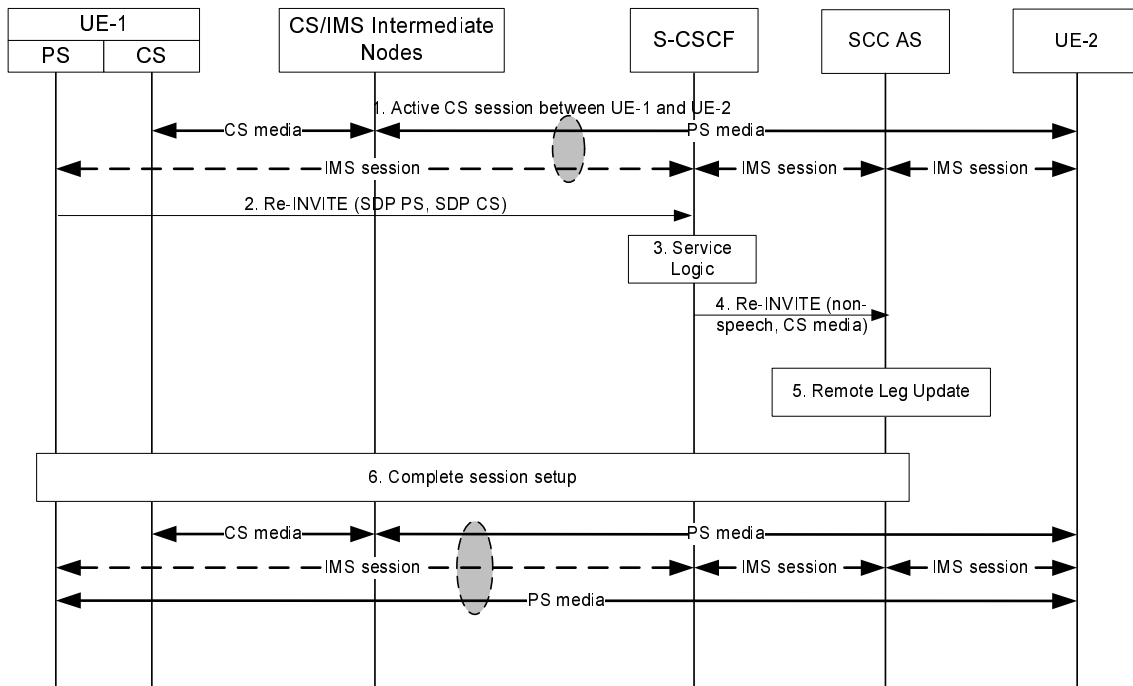 UE-1
PS
CS
CS/IMS Intermediate
Nodes
S-CSCF
SCC AS
UE-2
1. Active CS session between UE-1 and UE-2
CS media
PS media
IMS session
IMS session
IMS session
2. Re-INVITE (SDP PS, SDP CS)
3. Service
Logic
4. Re-INVITE (non-
speech, CS media)
5. Remote Leg Update
6. Complete session setup
CS media
PS media
IMS session
IMS session
IMS session
PS media